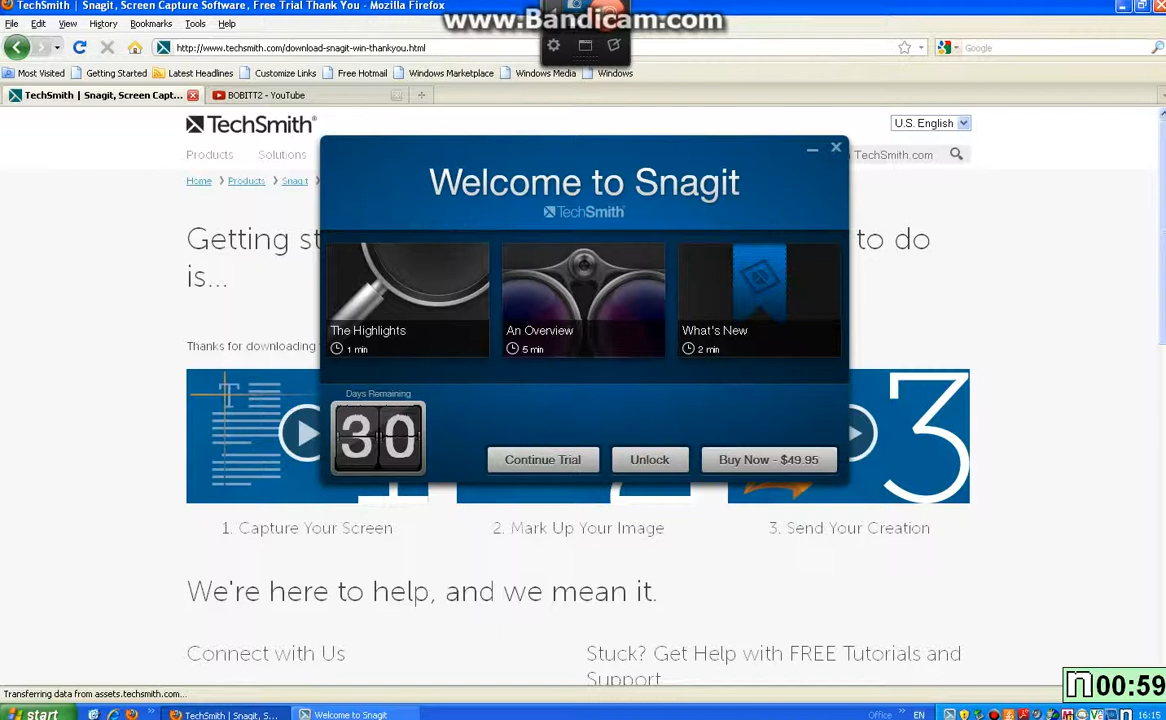 TechSmith | Snagit, Screen Capture Software, Free Trial Thank You - Mozilla Firefox
www.Bandicam.com
File Edit View History Bookmarks Tools Help
http://www.techsmith.com/download-snagit-win-thankyou.html
Google
Most Visited Getting Started Latest Headlines Customize Links Free Hotmail Windows Marketplace Windows Media Windows
TechSmith | Snagit, Screen Capt...
BOBITT2 - YouTube
TechSmith
U.S. English
Products Solutions
TechSmith.com
Home Products Snagit
Welcome to Snagit
TechSmith
Getting st
to do
is...
The Highlights
1 min
An Overview
5 min
What's New
2 min
Thanks for downloading
Days Remaining
30
Continue Trial
Unlock
Buy Now - $49.95
3
1. Capture Your Screen
2. Mark Up Your Image
3. Send Your Creation
We're here to help, and we mean it.
Connect with Us
Stuck? Get Help with FREE Tutorials and
Support
Transferring data from assets.techsmith.com...
n 00:59
start
TechSmith | Snagit, S...
Welcome to Snagit
Office
EN
16:15